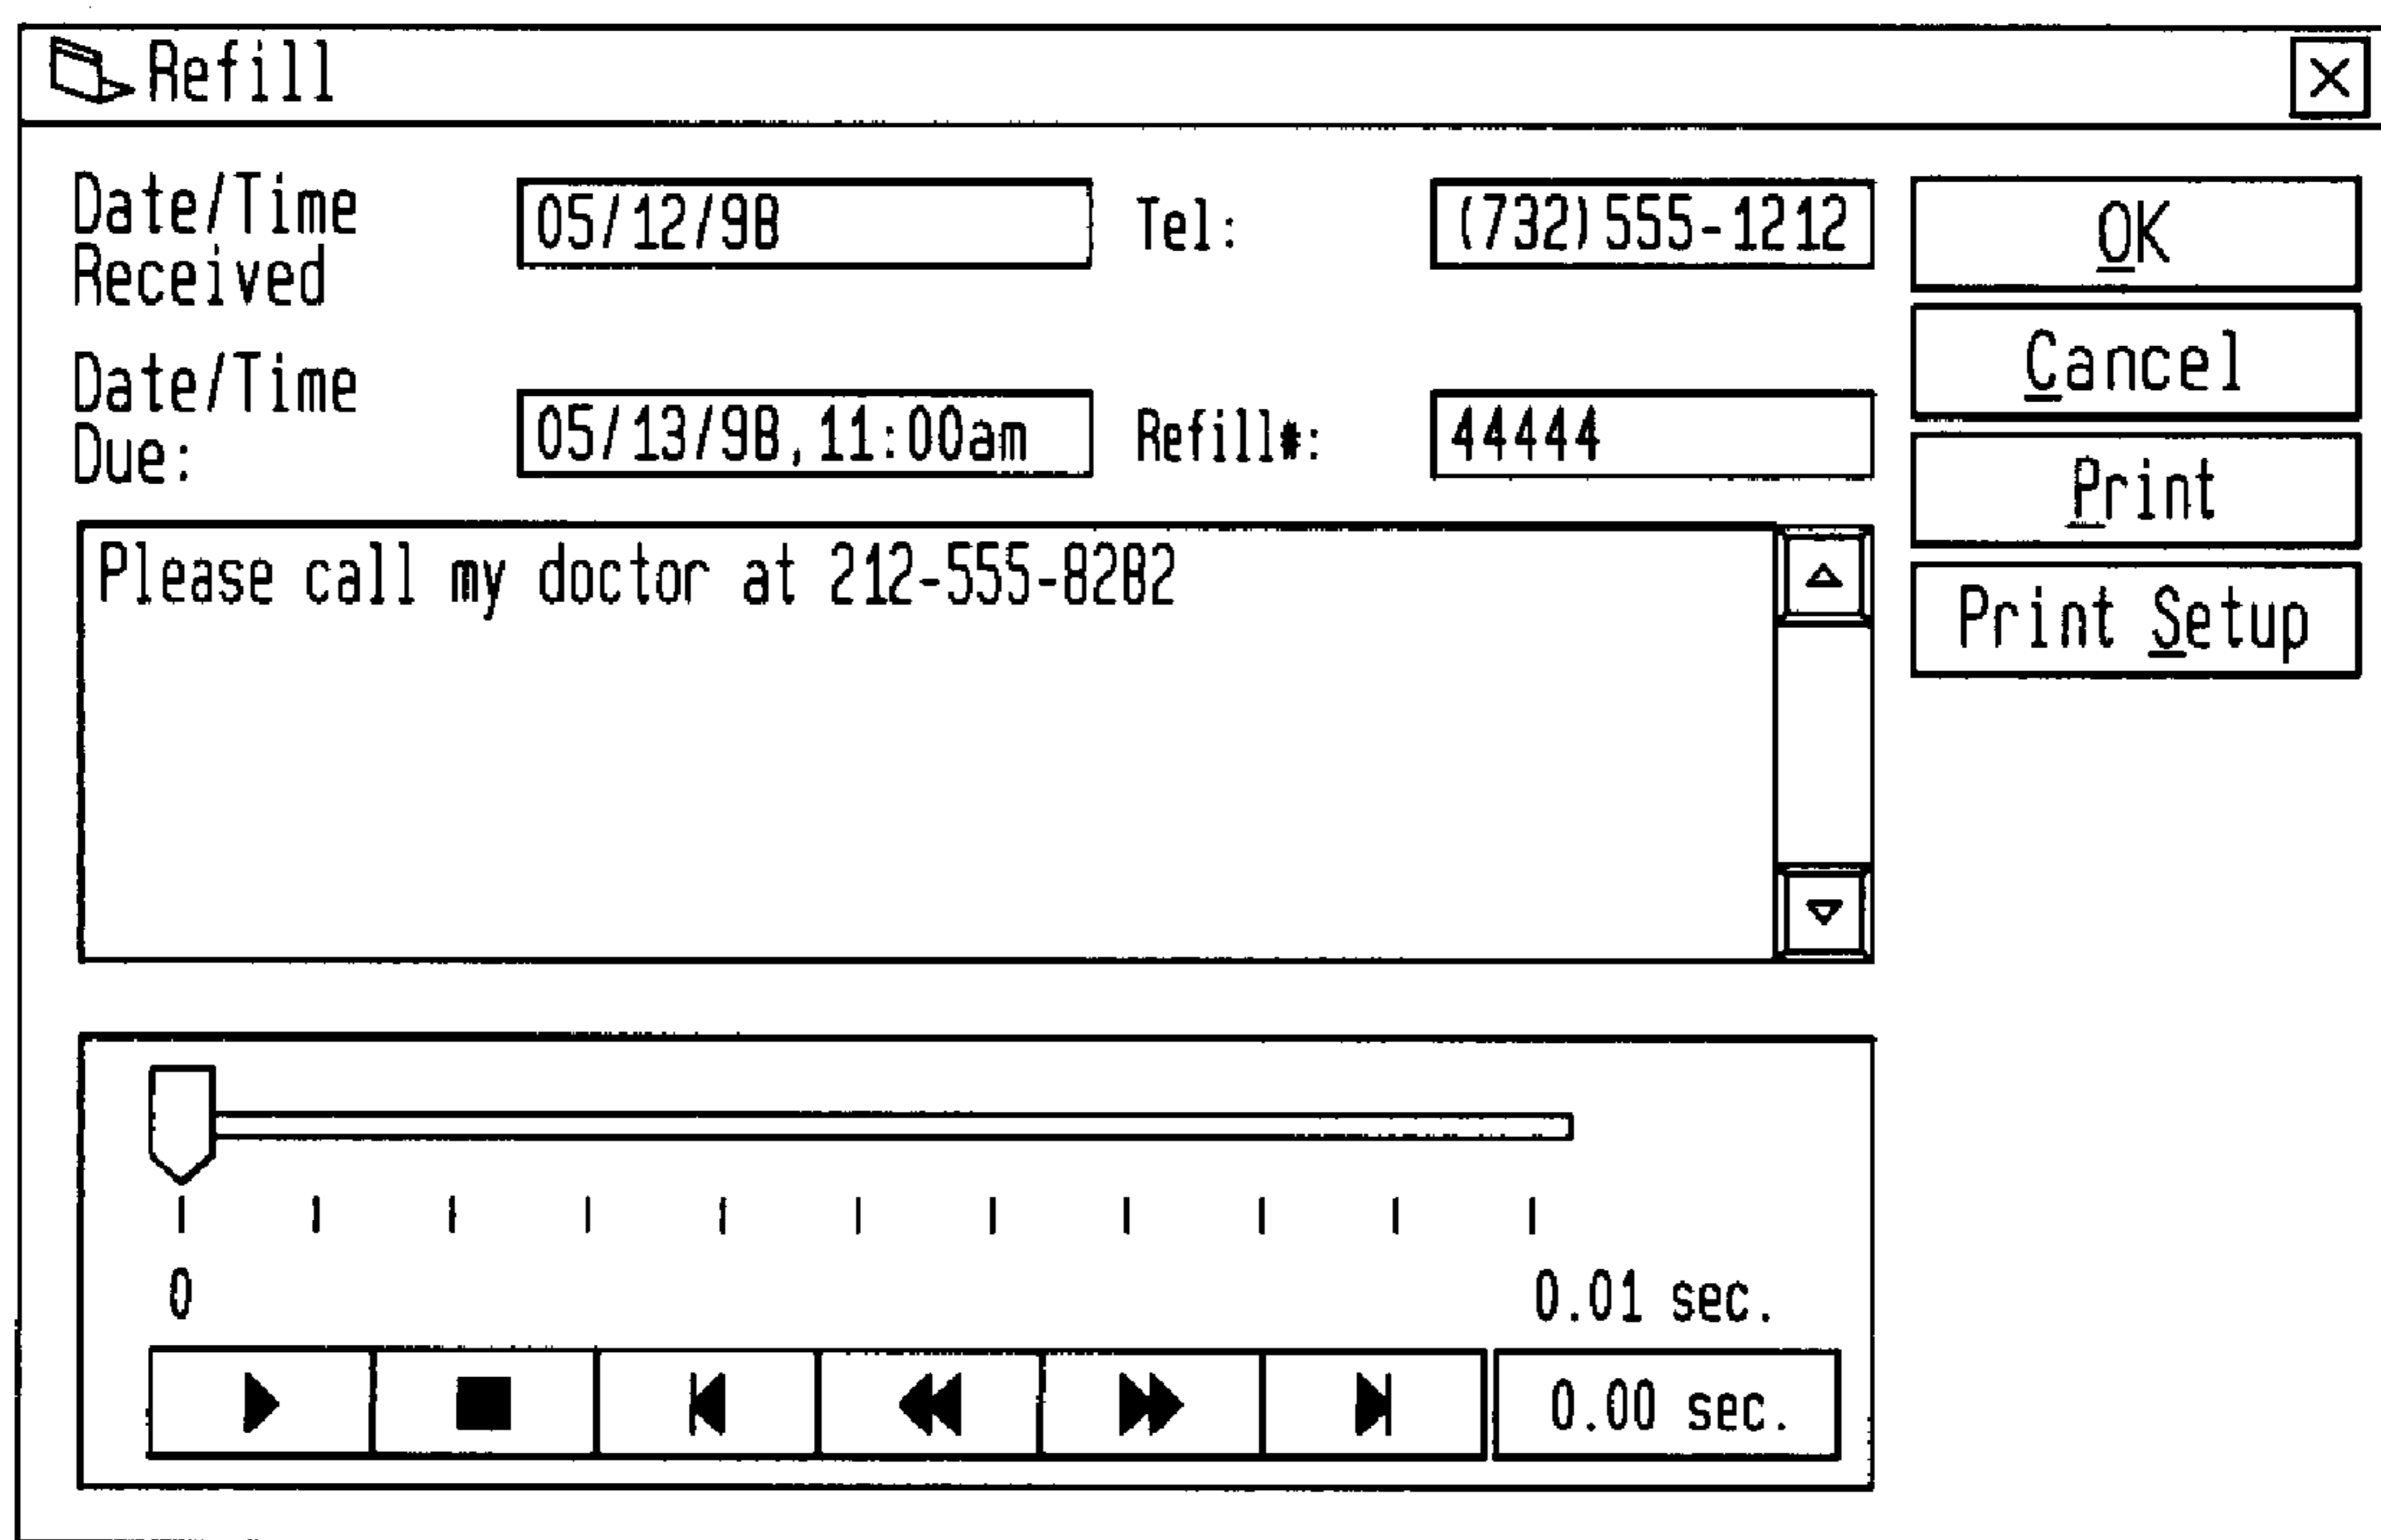 Refill
Date/Time Received
05/12/98
Tel:
(732)555-1212
OK
Cancel
Date/Time Due:
05/13/98,11:00am
Refill#:
44444
Print
Print Setup
Please call my doctor at 212-555-8282
0
0.01 sec.
0.00 sec.